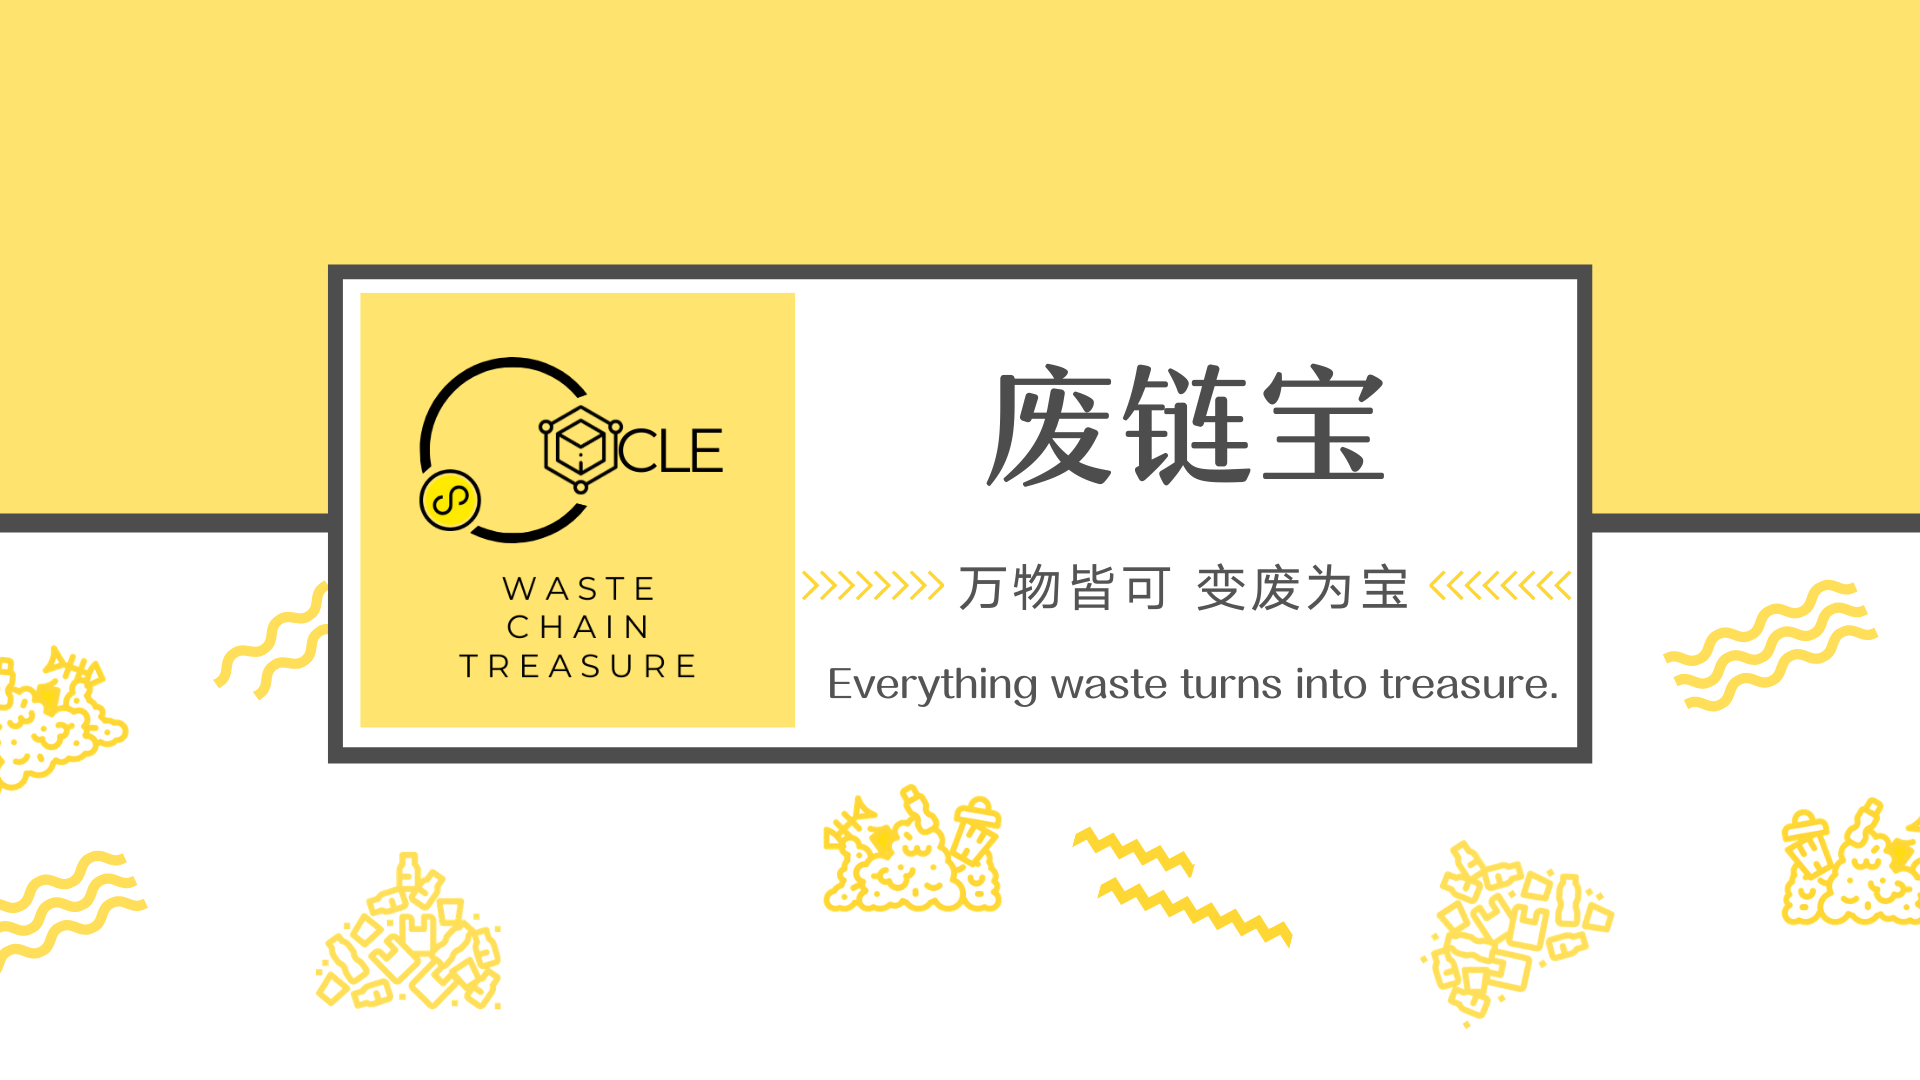 CLE
WASTE
CHAIN
TREASURE
废链宝
万物皆可 变废为宝
Everything waste turns into treasure.